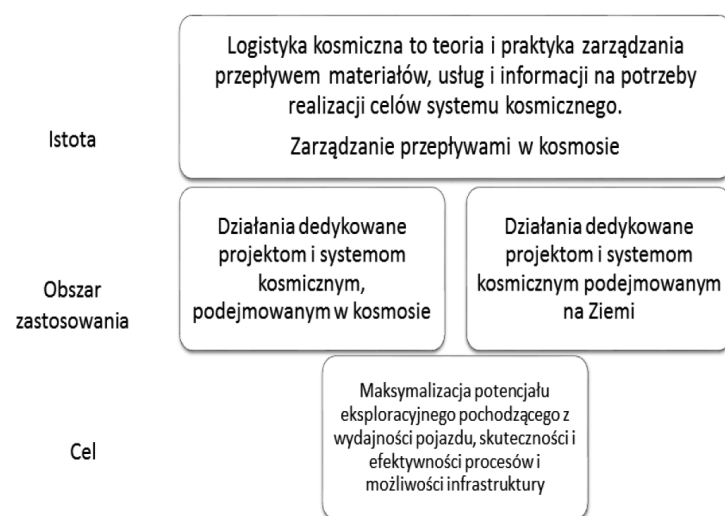 Logistyka kosmiczna to teoria i praktyka zarządzania
przepływem materiałów, usług i informacji na potrzeby
realizacji celów systemu kosmicznego.
Istota
Zarządzanie przepływami w kosmosie
Działania dedykowane
projektom i systemom
kosmicznym,
podejmowanym w kosmosie
Działania dedykowane
projektom i systemom
kosmicznym podejmowanym
na Ziemi
Obszar
zastosowania
Maksymalizacja potencjału
eksploracyjnego pochodzącego z
wydajności pojazdu, skuteczności i
efektywności procesów i
możliwości infrastruktury
Cel